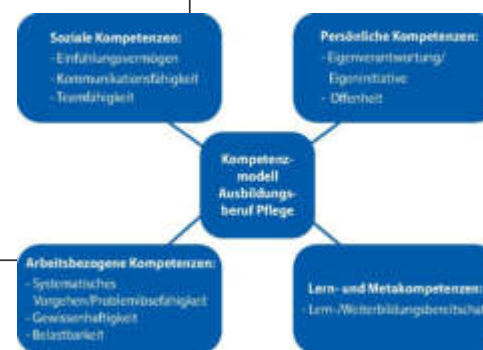 Soziale Kompetenzen:
- Einfühlungsvermögen
- Kommunikationsfähigkeit
- Teamfähigkeit
Persönliche Kompetenzen:
- Eigenverantwortung/
Eigeninitiative
- Offenheit
Kompetenz-
modell
Ausbildungs-
beruf Pflege
Arbeitsbezogene Kompetenzen:
- Systematisches
Vorgehen/Problemlösefähigkeit
- Gewissenhaftigkeit
- Belastbarkeit
Lern- und Metakompetenzen:
- Lern-/Weiterbildungsbereitschaft